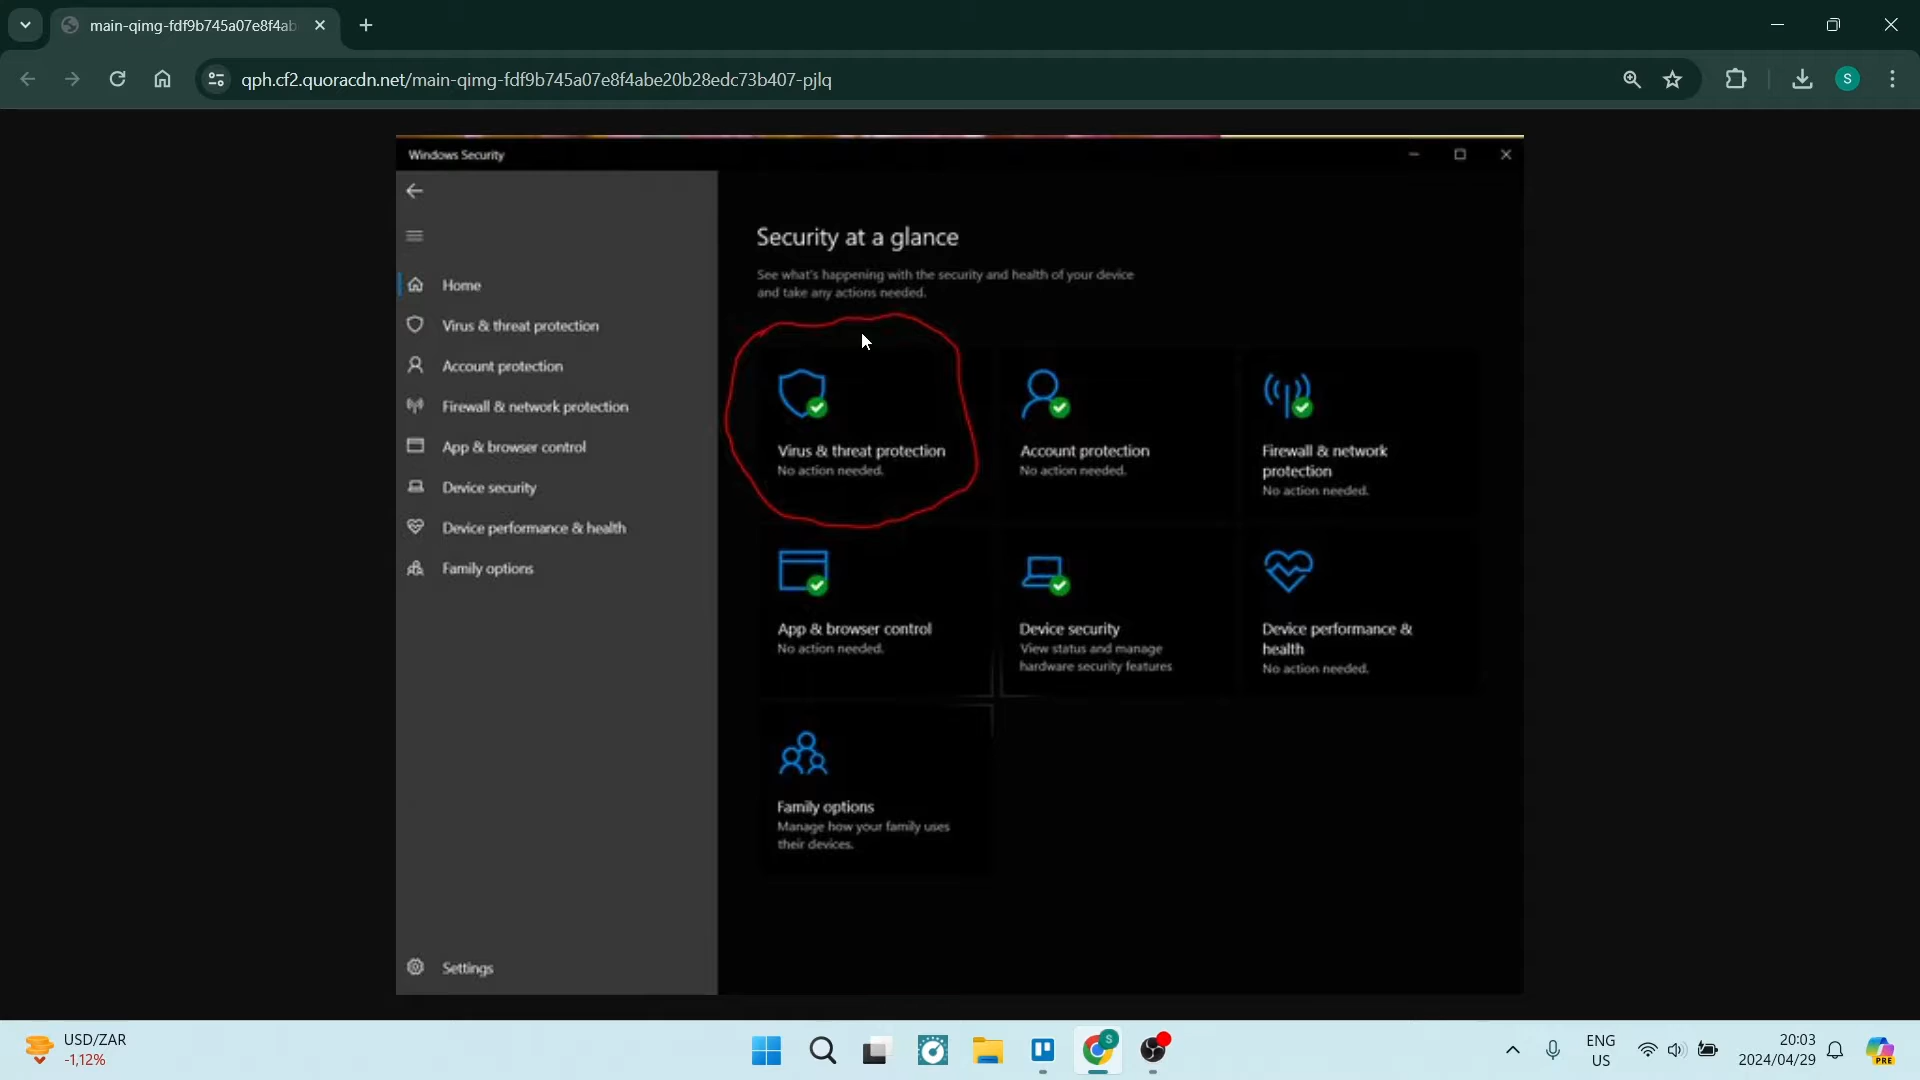 main-qimg-fdf9b745a07e8f4ab
qph.cf2.quoracdn.net/main-qimg-fdf9b745a07e8f4abe20b28edc73b407-pjlq
S
Windows Security
Home
Virus & threat protection
Account protection
Firewall & network protection
App & browser control
Device security
Device performance & health
Family options
Settings
Security at a glance
See what's happening with the security and health of your device
and take any actions needed.
Virus & threat protection
No action needed.
Account protection
No action needed.
Firewall & network
protection
No action needed.
App & browser control
No action needed.
Device security
View status and manage
hardware security features
Device performance &
health
No action needed.
Family options
Manage how your family uses
their devices.
USD/ZAR
-1,12%
S
ENG
US
20:03
2024/04/29
PRE